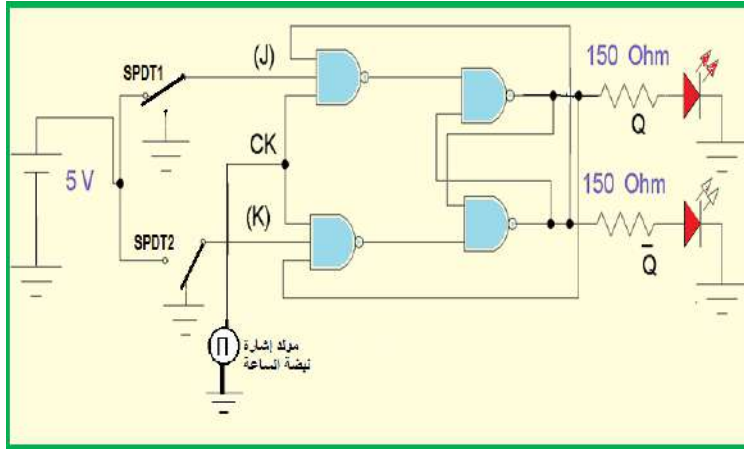 (J)
150 Ohm
SPDT1
Q
CK
5 V
150 Ohm
SPDT2
(K)
Q̅
مولد إشارة
نبضة الساعة